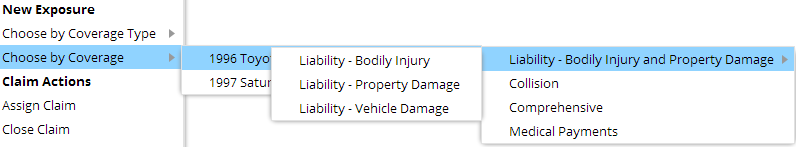 New Exposure
Choose by Coverage Type
Choose by Coverage
1996 Toyo
Liability - Bodily Injury
Liability - Bodily Injury and Property Damage
Claim Actions
1997 Satur
Liability - Property Damage
Collision
Assign Claim
Liability - Vehicle Damage
Comprehensive
Close Claim
Medical Payments